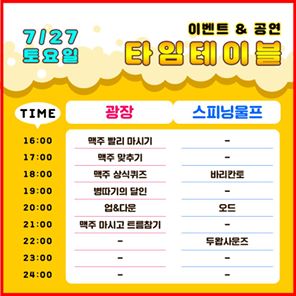 7/27
토요일
이벤트 & 공연
타임테이블
TIME 광장 스피닝울프
16:00 맥주 빨리 마시기 -
17:00 맥주 맞추기 -
18:00 맥주 상식퀴즈 바리칸토
19:00 병따기의 달인 -
20:00 업&다운 오드
21:00 맥주 마시고 트름참기 -
22:00 - 두왑사운즈
23:00 - -
24:00 - -